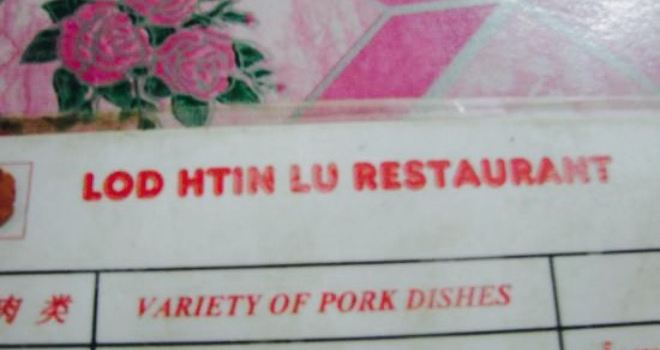 LOD HTIN LU RESTAURANT
肉 类 VARIETY OF PORK DISHES